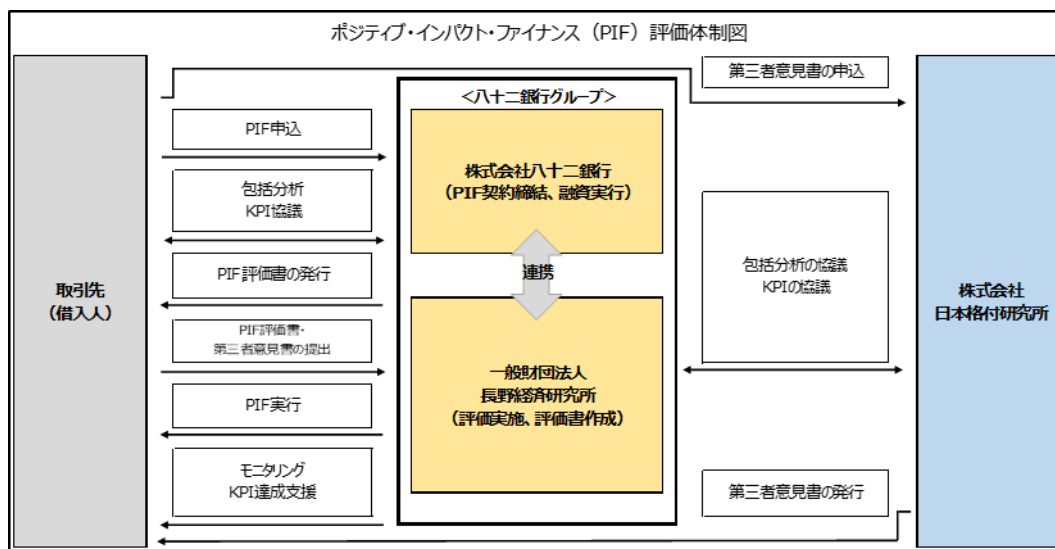 ポジティブ・インパクト・ファイナンス（PIF）評価体制図
第三者意見書の申込
＜八十二銀行グループ＞
PIF申込
株式会社八十二銀行
（PIF契約締結、融資実行）
包括分析
KPI協議
連携
PIF評価書の発行
包括分析の協議
KPIの協議
取引先
（借入人）
株式会社
日本格付研究所
PIF評価書・
第三者意見書の提出
一般財団法人
長野経済研究所
（評価実施、評価書作成）
PIF実行
モニタリング
KPI達成支援
第三者意見書の発行